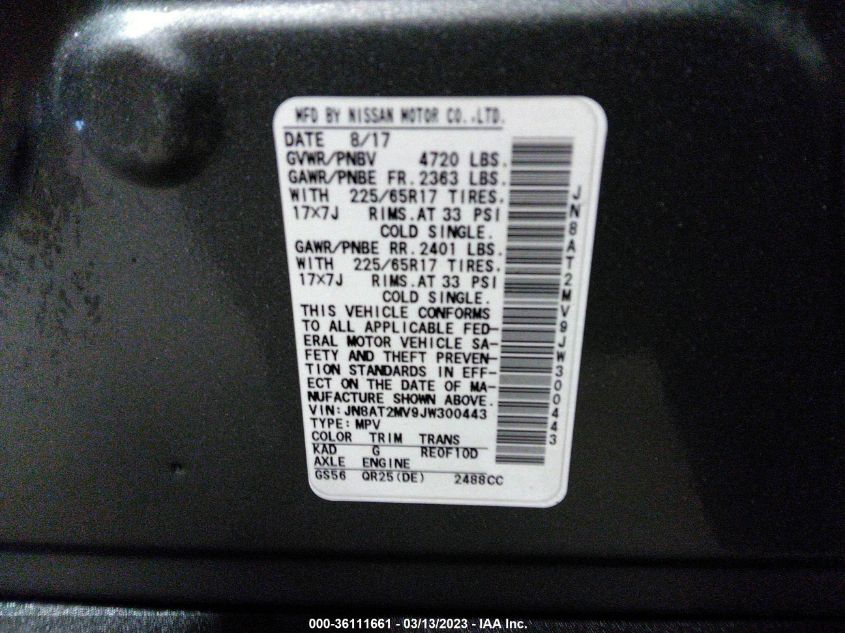 MFD BY NISSAN MOTOR CO.,LTD.
DATE 8/17
GVWR/PNBV 4720 LBS.
GAWR/PNBE FR. 2363 LBS.
WITH 225/65R17 TIRES.
17×7J RIMS.AT 33 PSI
COLD SINGLE.
GAWR/PNBE RR. 2401 LBS.
WITH 225/65R17 TIRES.
17×7J RIMS.AT 33 PSI
COLD SINGLE.
THIS VEHICLE CONFORMS
TO ALL APPLICABLE FED-
ERAL MOTOR VEHICLE SA-
FETY AND THEFT PREVEN-
TION STANDARDS IN EFF-
ECT ON THE DATE OF MA-
NUFACTURE SHOWN ABOVE.
VIN: JN8AT2MV9JW300443
TYPE: MPV
COLOR TRIM TRANS
KAD G RE0F10D
AXLE ENGINE
GS56 QR25(DE) 2488CC
JN8AT2MV9JW300443
000-36111661 - 03/13/2023 - IAA Inc.